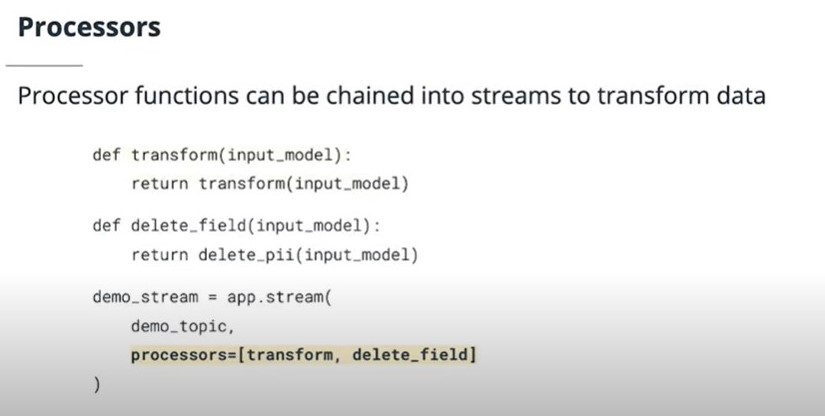 Processors
Processor functions can be chained into streams to transform data
def transform(input_model):
    return transform(input_model)
def delete_field(input_model):
    return delete_pii(input_model)
demo_stream = app.stream(
    demo_topic,
    processors=[transform, delete_field]
)